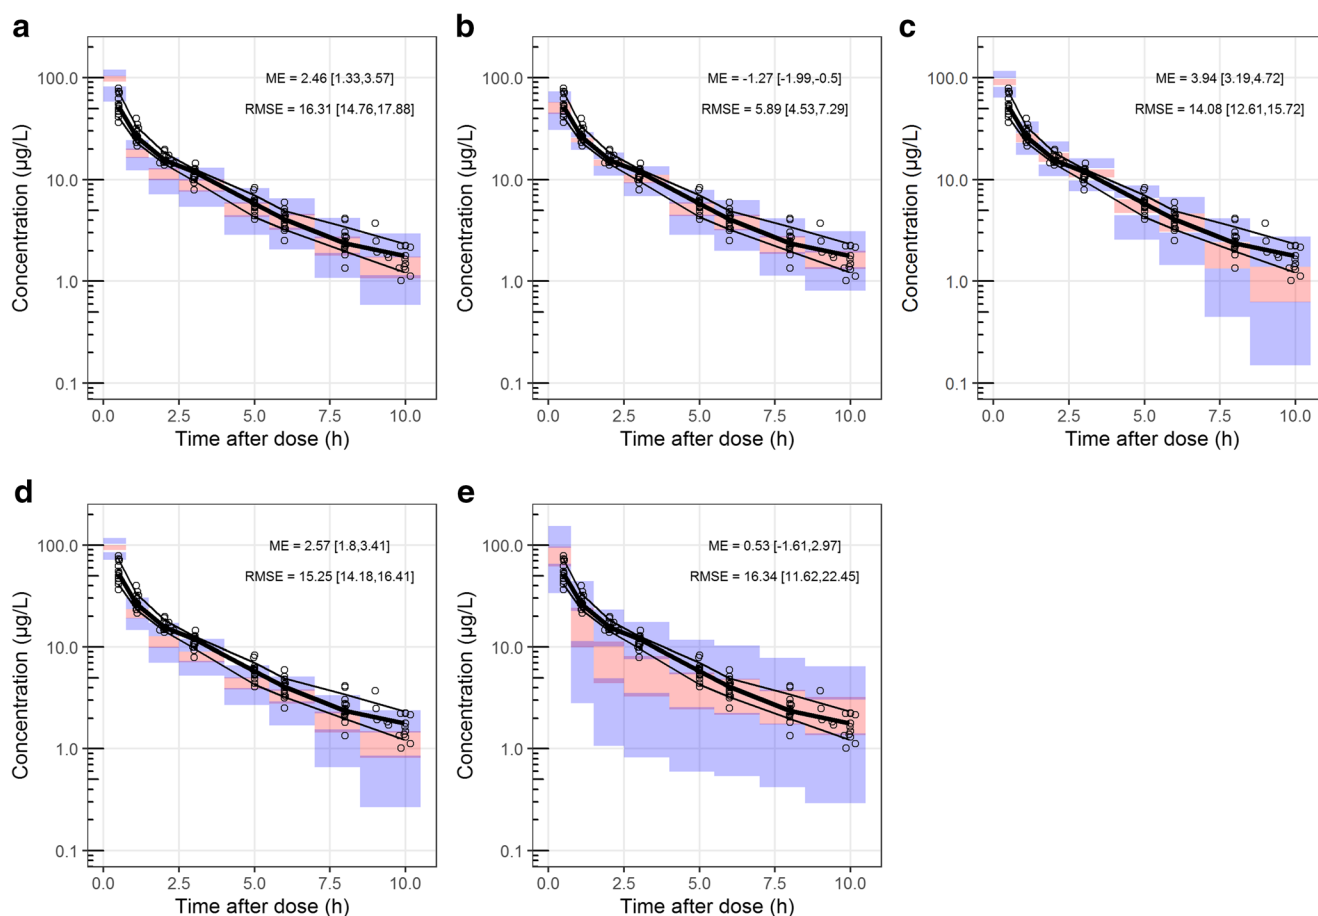 a
ME = 2.46 [1.33,3.57]
RMSE = 16.31 [14.76,17.88]
100.0
10.0
1.0
0.1
Concentration (µg/L)
0.0 2.5 5.0 7.5 10.0
Time after dose (h)
b
ME = -1.27 [-1.99,-0.5]
RMSE = 5.89 [4.53,7.29]
100.0
10.0
1.0
0.1
Concentration (µg/L)
0.0 2.5 5.0 7.5 10.0
Time after dose (h)
c
ME = 3.94 [3.19,4.72]
RMSE = 14.08 [12.61,15.72]
100.0
10.0
1.0
0.1
Concentration (µg/L)
0.0 2.5 5.0 7.5 10.0
Time after dose (h)
d
ME = 2.57 [1.8,3.41]
RMSE = 15.25 [14.18,16.41]
100.0
10.0
1.0
0.1
Concentration (µg/L)
0.0 2.5 5.0 7.5 10.0
Time after dose (h)
e
ME = 0.53 [-1.61,2.97]
RMSE = 16.34 [11.62,22.45]
100.0
10.0
1.0
0.1
Concentration (µg/L)
0.0 2.5 5.0 7.5 10.0
Time after dose (h)